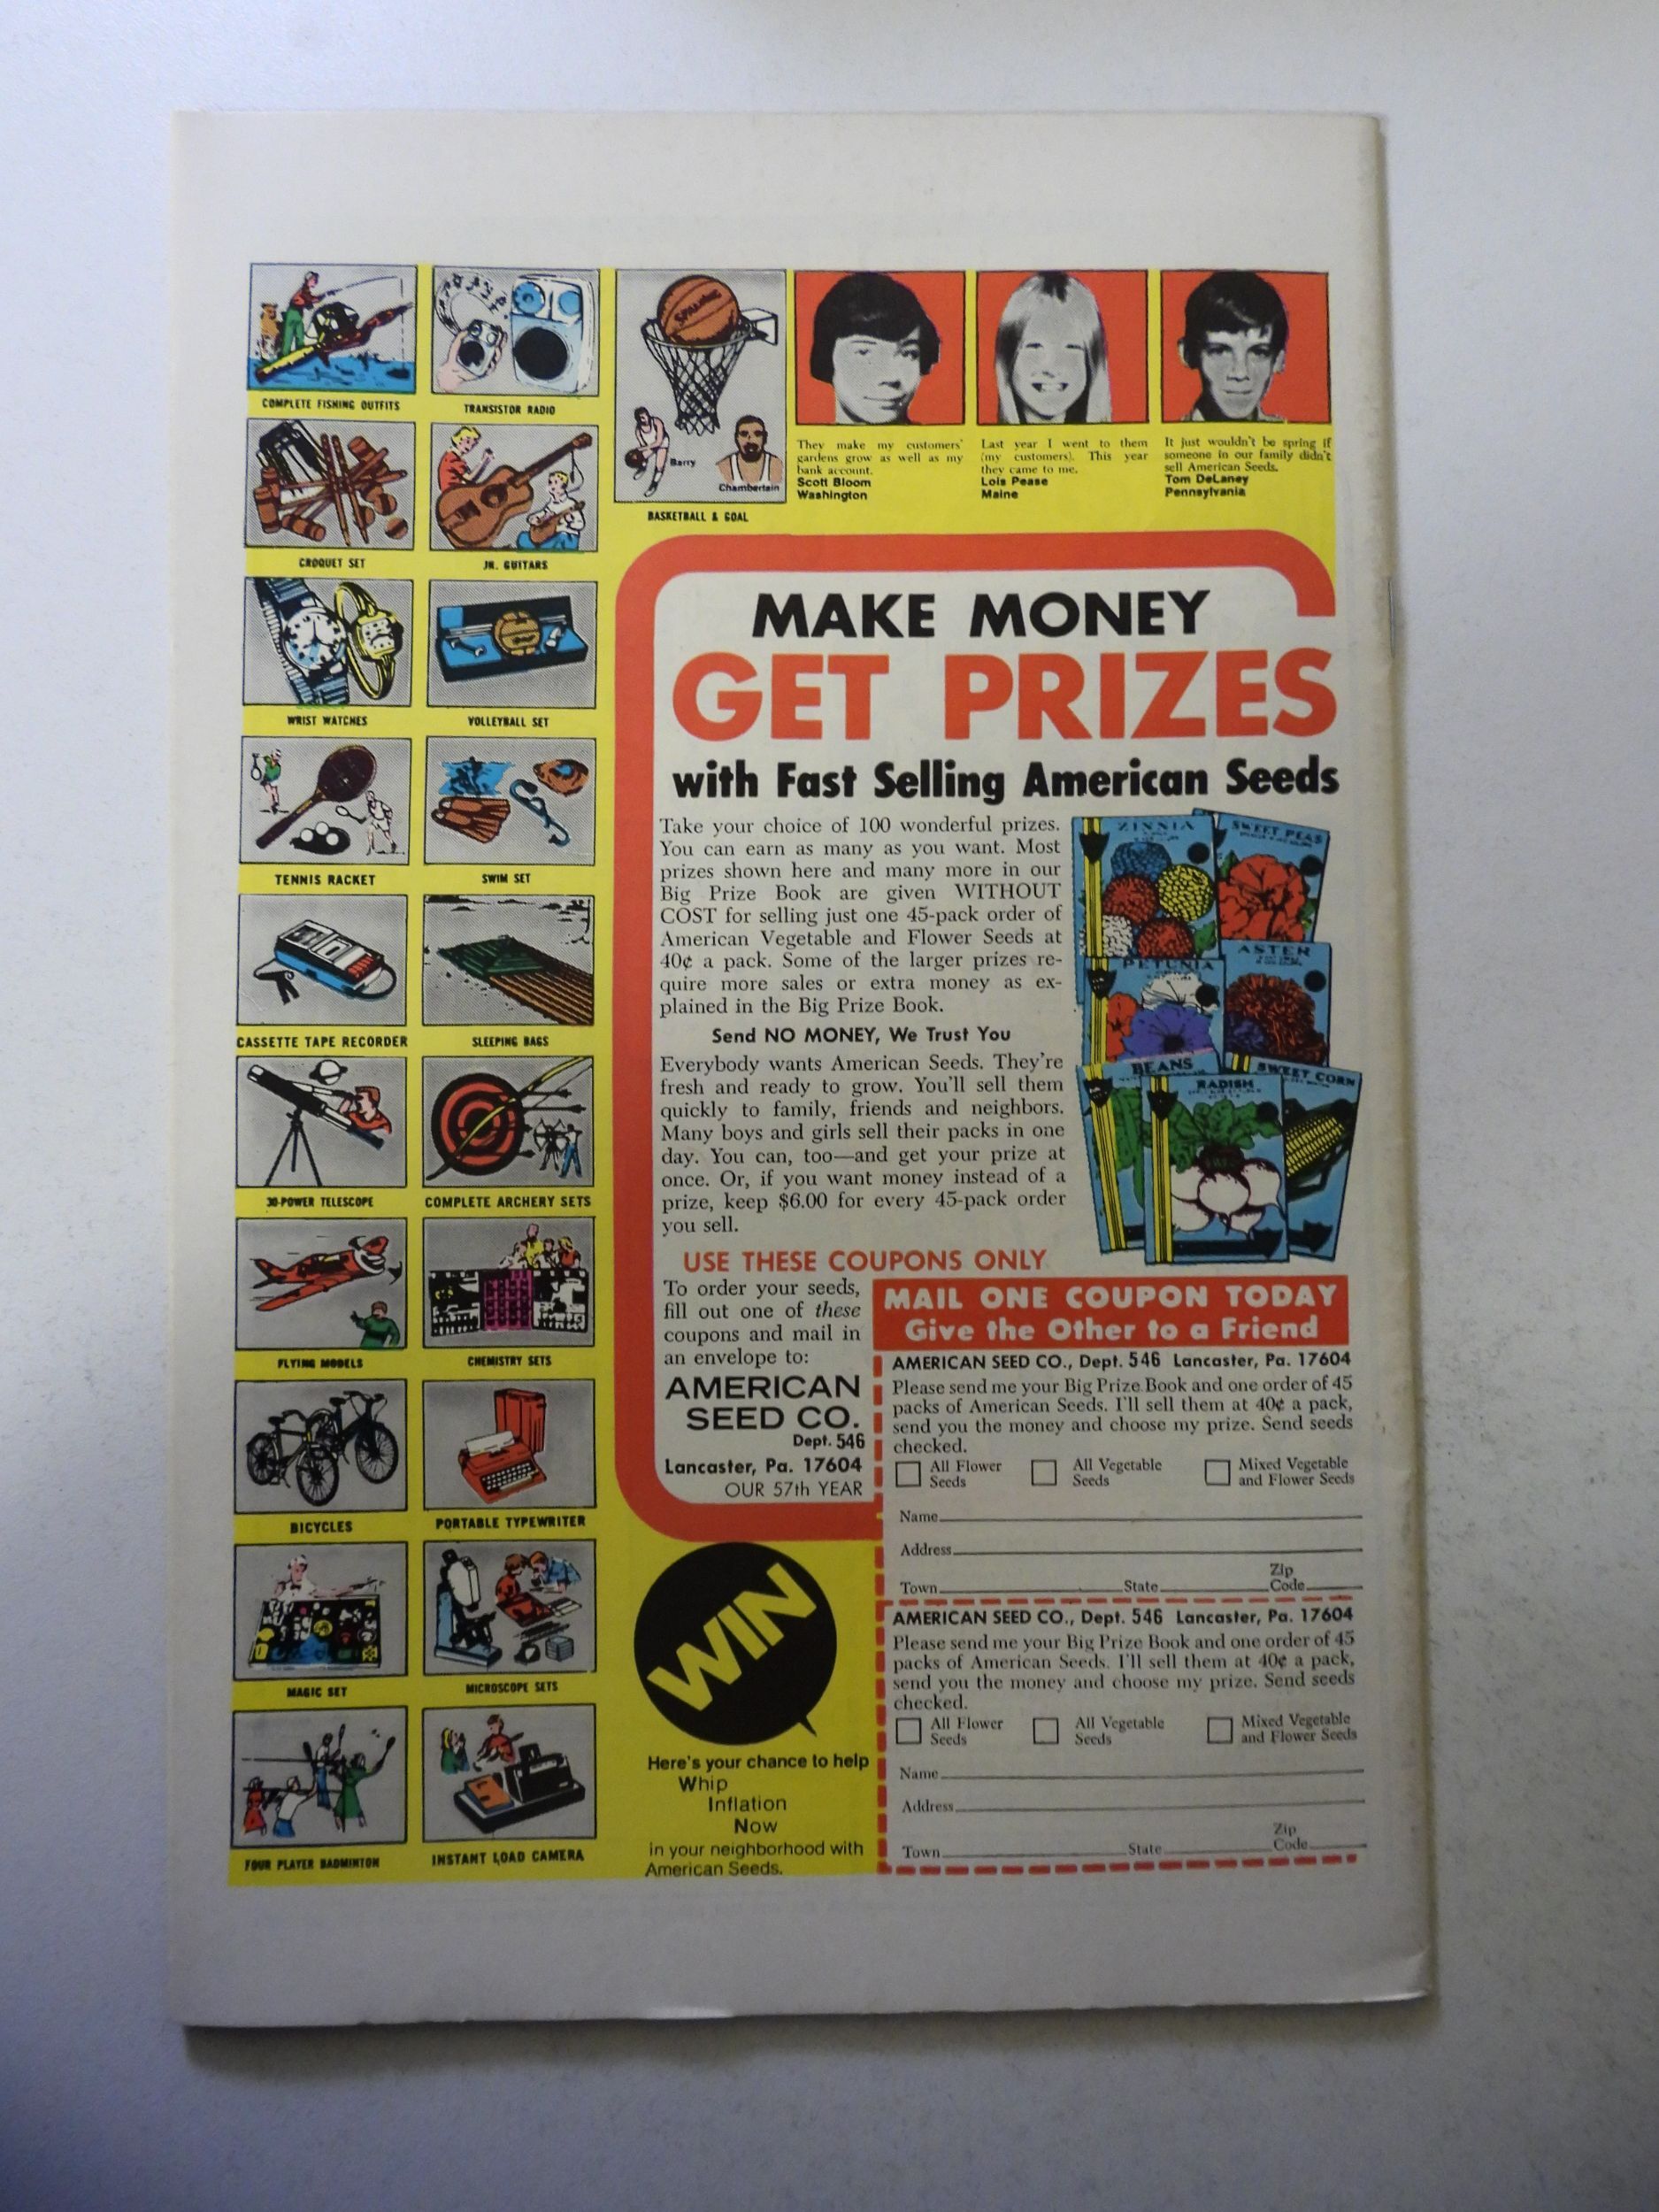 COMPLETE FISHING OUTFITS
TRANSISTOR RADIO
CROQUET SET
JR. GUITARS
WRIST WATCHES
VOLLEYBALL SET
TENNIS RACKET
SWIM SET
CASSETTE TAPE RECORDER
SLEEPING BAGS
30-POWER TELESCOPE
COMPLETE ARCHERY SETS
FLYING MODELS
CHEMISTRY SETS
BICYCLES
PORTABLE TYPEWRITER
MAGIC SET
MICROSCOPE SETS
FOUR PLAYER BADMINTON
INSTANT LOAD CAMERA
SPALDING
Barry
Chamberlain
BASKETBALL & GOAL
They make my customers'
gardens grow as well as my
bank account.
Scott Bloom
Washington
Last year I went to them
(my customers). This year
they came to me.
Lois Pease
Maine
It just wouldn't be spring if
someone in our family didn't
sell American Seeds.
Tom DeLaney
Pennsylvania
MAKE MONEY
GET PRIZES
with Fast Selling American Seeds
Take your choice of 100 wonderful prizes.
You can earn as many as you want. Most
prizes shown here and many more in our
Big Prize Book are given WITHOUT
COST for selling just one 45-pack order of
American Vegetable and Flower Seeds at
40¢ a pack. Some of the larger prizes re-
quire more sales or extra money as ex-
plained in the Big Prize Book.
Send NO MONEY, We Trust You
Everybody wants American Seeds. They're
fresh and ready to grow. You'll sell them
quickly to family, friends and neighbors.
Many boys and girls sell their packs in one
day. You can, too—and get your prize at
once. Or, if you want money instead of a
prize, keep $6.00 for every 45-pack order
you sell.
ZINNIA
SWEET PEAS
PETUNIA
ASTER
BEANS
RADISH
SWEET CORN
USE THESE COUPONS ONLY
To order your seeds,
fill out one of these
coupons and mail in
an envelope to:
AMERICAN
SEED CO.
Dept. 546
Lancaster, Pa. 17604
OUR 57th YEAR
MAIL ONE COUPON TODAY
Give the Other to a Friend
AMERICAN SEED CO., Dept. 546 Lancaster, Pa. 17604
Please send me your Big Prize Book and one order of 45
packs of American Seeds. I'll sell them at 40¢ a pack,
send you the money and choose my prize. Send seeds
checked.
All Flower Seeds
All Vegetable Seeds
Mixed Vegetable and Flower Seeds
Name
Address
Town State Zip Code
AMERICAN SEED CO., Dept. 546 Lancaster, Pa. 17604
Please send me your Big Prize Book and one order of 45
packs of American Seeds. I'll sell them at 40¢ a pack,
send you the money and choose my prize. Send seeds
checked.
All Flower Seeds
All Vegetable Seeds
Mixed Vegetable and Flower Seeds
Name
Address
Town State Zip Code
WIN
Here's your chance to help
Whip
Inflation
Now
in your neighborhood with
American Seeds.